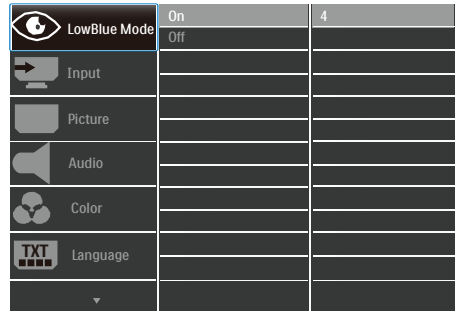 LowBlue Mode
On
4
Off
Input
Picture
Audio
Color
TXT
Language